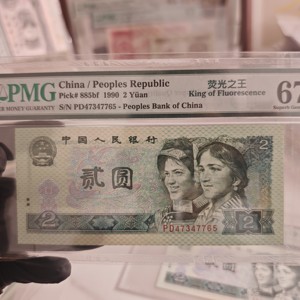 PMG
China / Peoples Republic
荧光之王
Pick# 885bf 1990 2 Yüan
King of Fluorescence
67
S/N PD47347765 - Peoples Bank of China
中国人民银行
贰圆
2
2
PD47347765